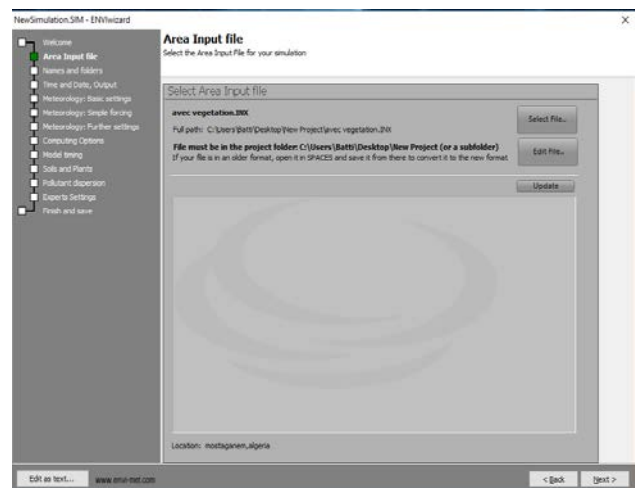 NewSimulation.SIM - ENVIwizard
Welcome
Area Input file
Names and folders
Time and Date, Output
Meteorology: Basic settings
Meteorology: Simple forcing
Meteorology: Further settings
Computing Options
Model timing
Soils and Plants
Pollutant dispersion
Experts Settings
Finish and save
Area Input file
Select the Area Input File for your simulation
Select Area Input file
avec vegetation.INX
Full path: C:\Users\Batti\Desktop\New Project\avec vegetation.INX
Select File...
File must be in the project folder: C:\Users\Batti\Desktop\New Project (or a subfolder)
If your file is in an older format, open it in SPACES and save it from there to convert it to the new format
Edit File...
Update
Location: mostaganem,algeria
Edit as text...
www.envi-met.com
< Back
Next >